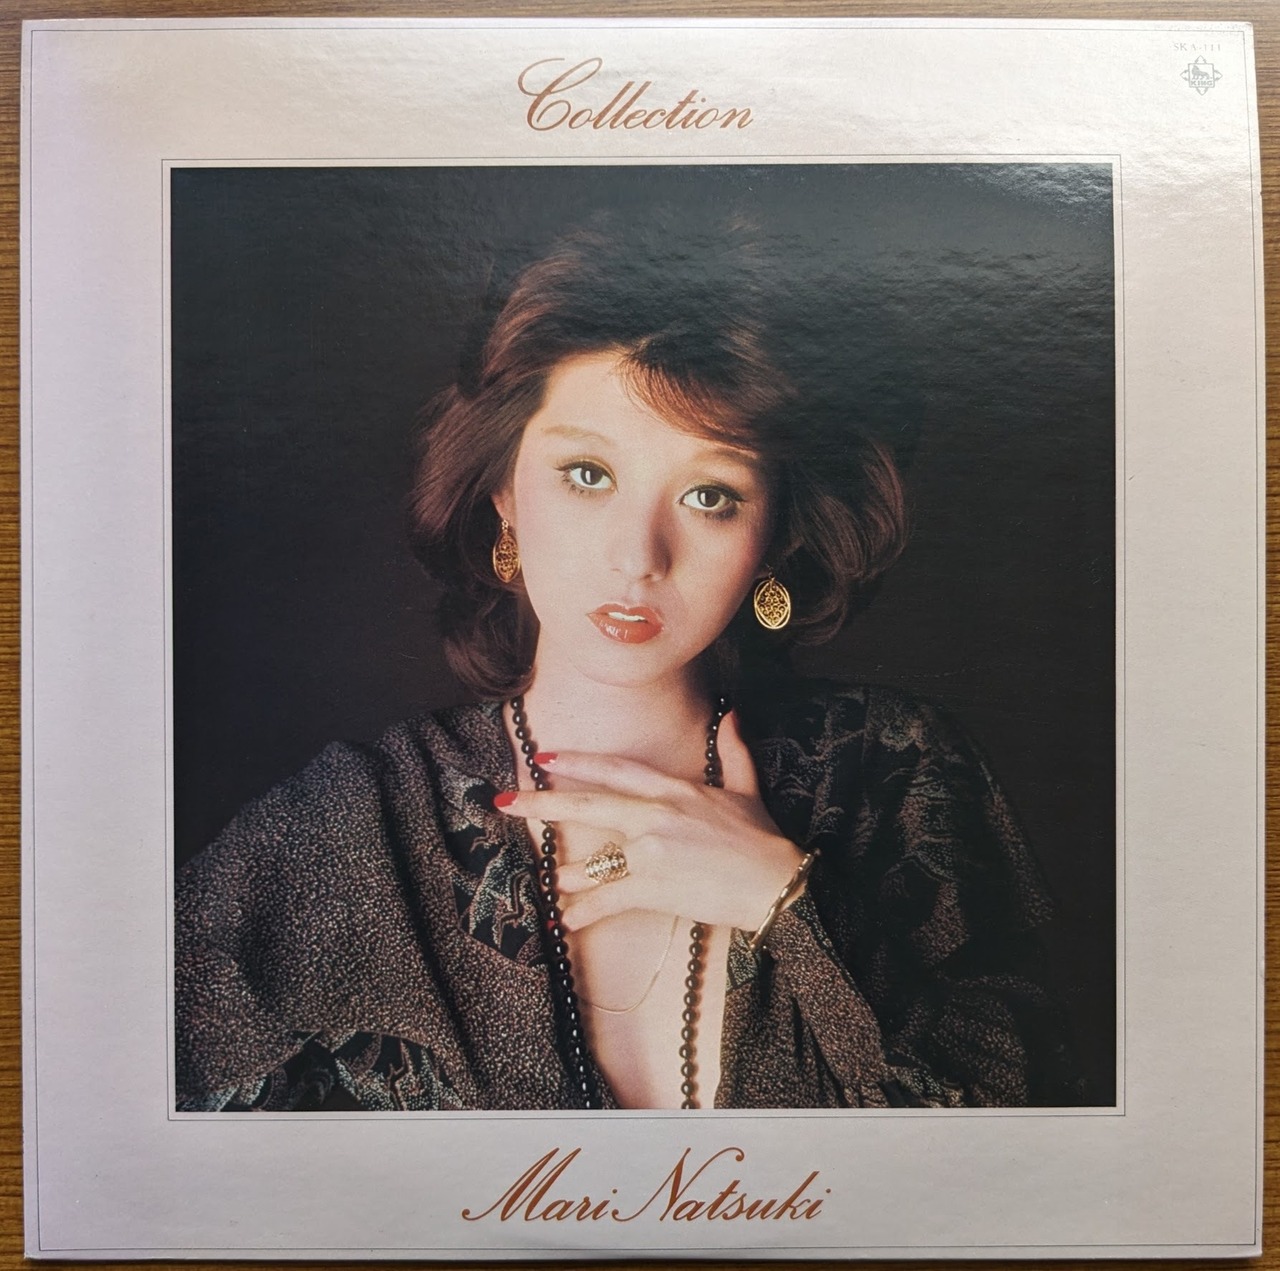 SKA-111
KING
Collection
Mari Natsuki